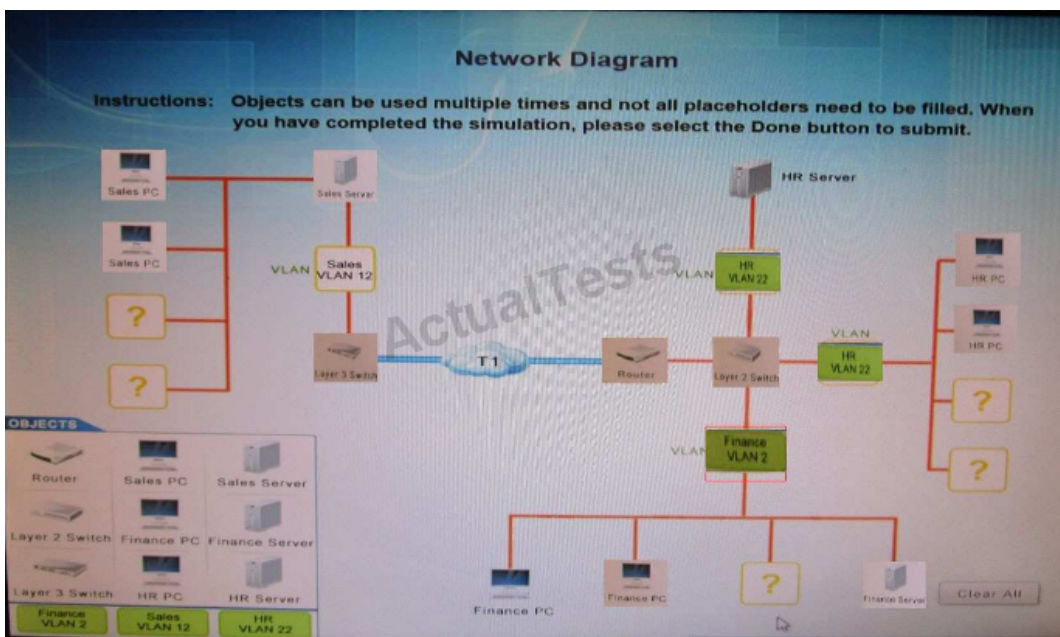 Network Diagram
Instructions: Objects can be used multiple times and not all placeholders need to be filled. When
you have completed the simulation, please select the Done button to submit.
Sales PC
Sales Server
HR Server
Sales PC
VLAN
Sales
VLAN 12
VLAN
HR
VLAN 22
HR PC
?
ActualTests
VLAN
HR PC
Layer 3 Switch
T1
Router
Layer 2 Switch
HR
VLAN 22
?
?
OBJECTS
VLAN
Finance
VLAN 2
?
Router
Sales PC
Sales Server
Layer 2 Switch
Finance PC
Finance Server
Layer 3 Switch
HR PC
HR Server
Finance
VLAN 2
Sales
VLAN 12
HR
VLAN 22
Finance PC
Finance PC
?
Finance Server
Clear All